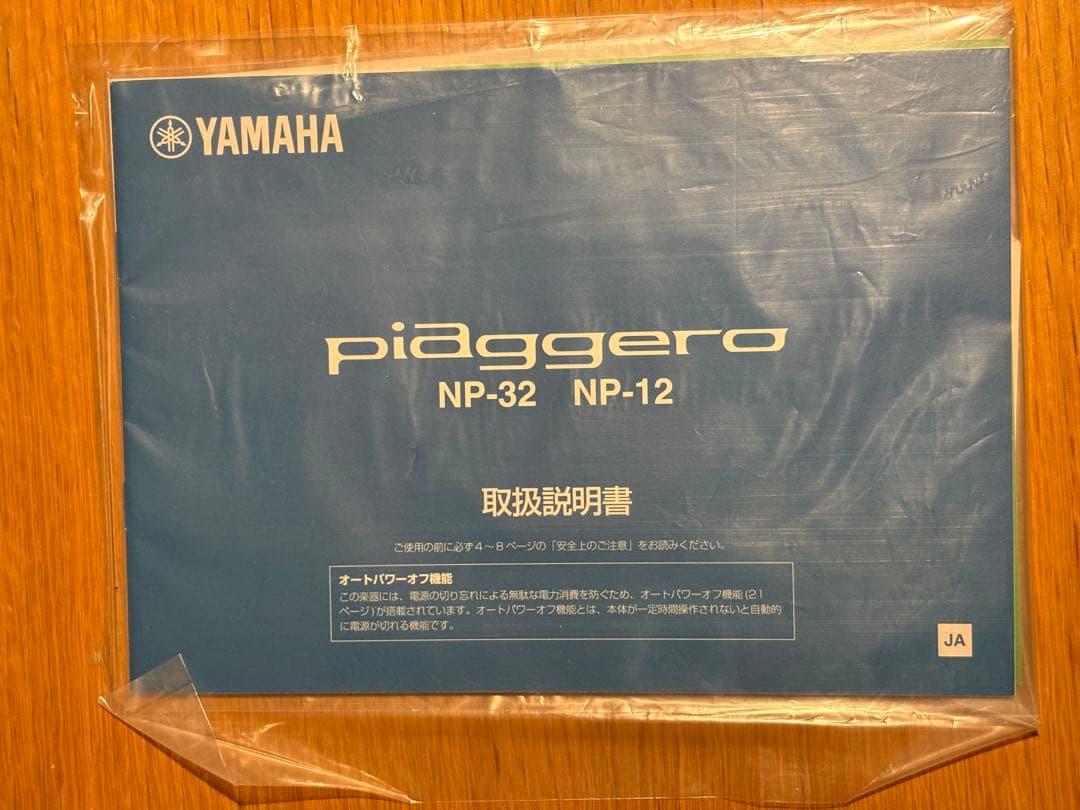 YAMAHA
piaggero
NP-32 NP-12
取扱説明書
ご使用の前に必ず4～8ページの「安全上のご注意」をお読みください。
オートパワーオフ機能
この楽器には、電源の切り忘れによる無駄な電力消費を防ぐため、オートパワーオフ機能(21
ページ)が搭載されています。オートパワーオフ機能とは、本体が一定時間操作されないと自動的
に電源が切れる機能です。
JA